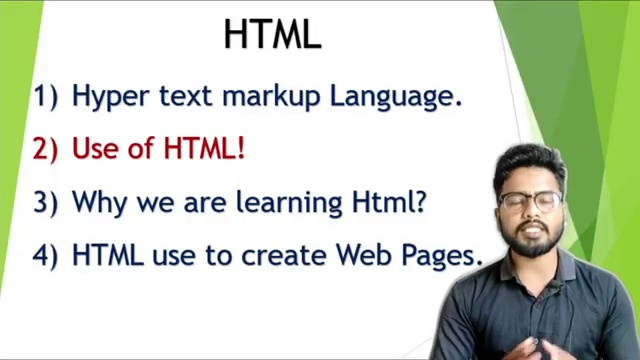 HTML
1) Hyper text markup Language.
2) Use of HTML!
3) Why we are learning Html?
4) HTML use to create Web Pages.